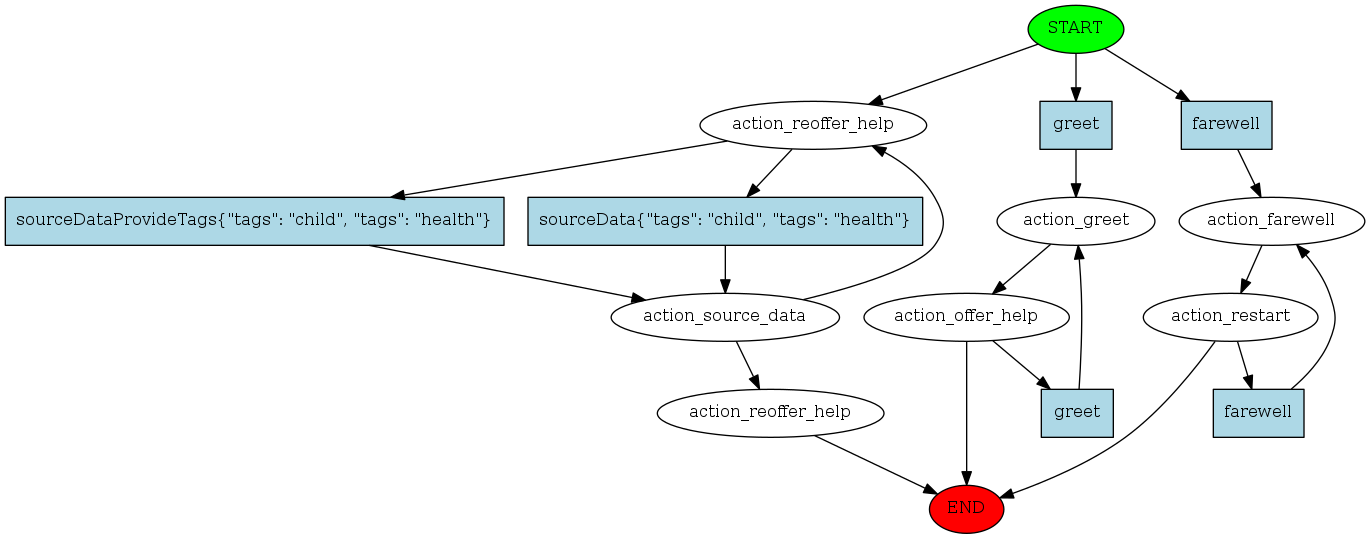 START
action_reoffer_help
greet
farewell
sourceDataProvideTags{"tags": "child", "tags": "health"}
sourceData{"tags": "child", "tags": "health"}
action_greet
action_farewell
action_source_data
action_offer_help
action_restart
action_reoffer_help
greet
farewell
END